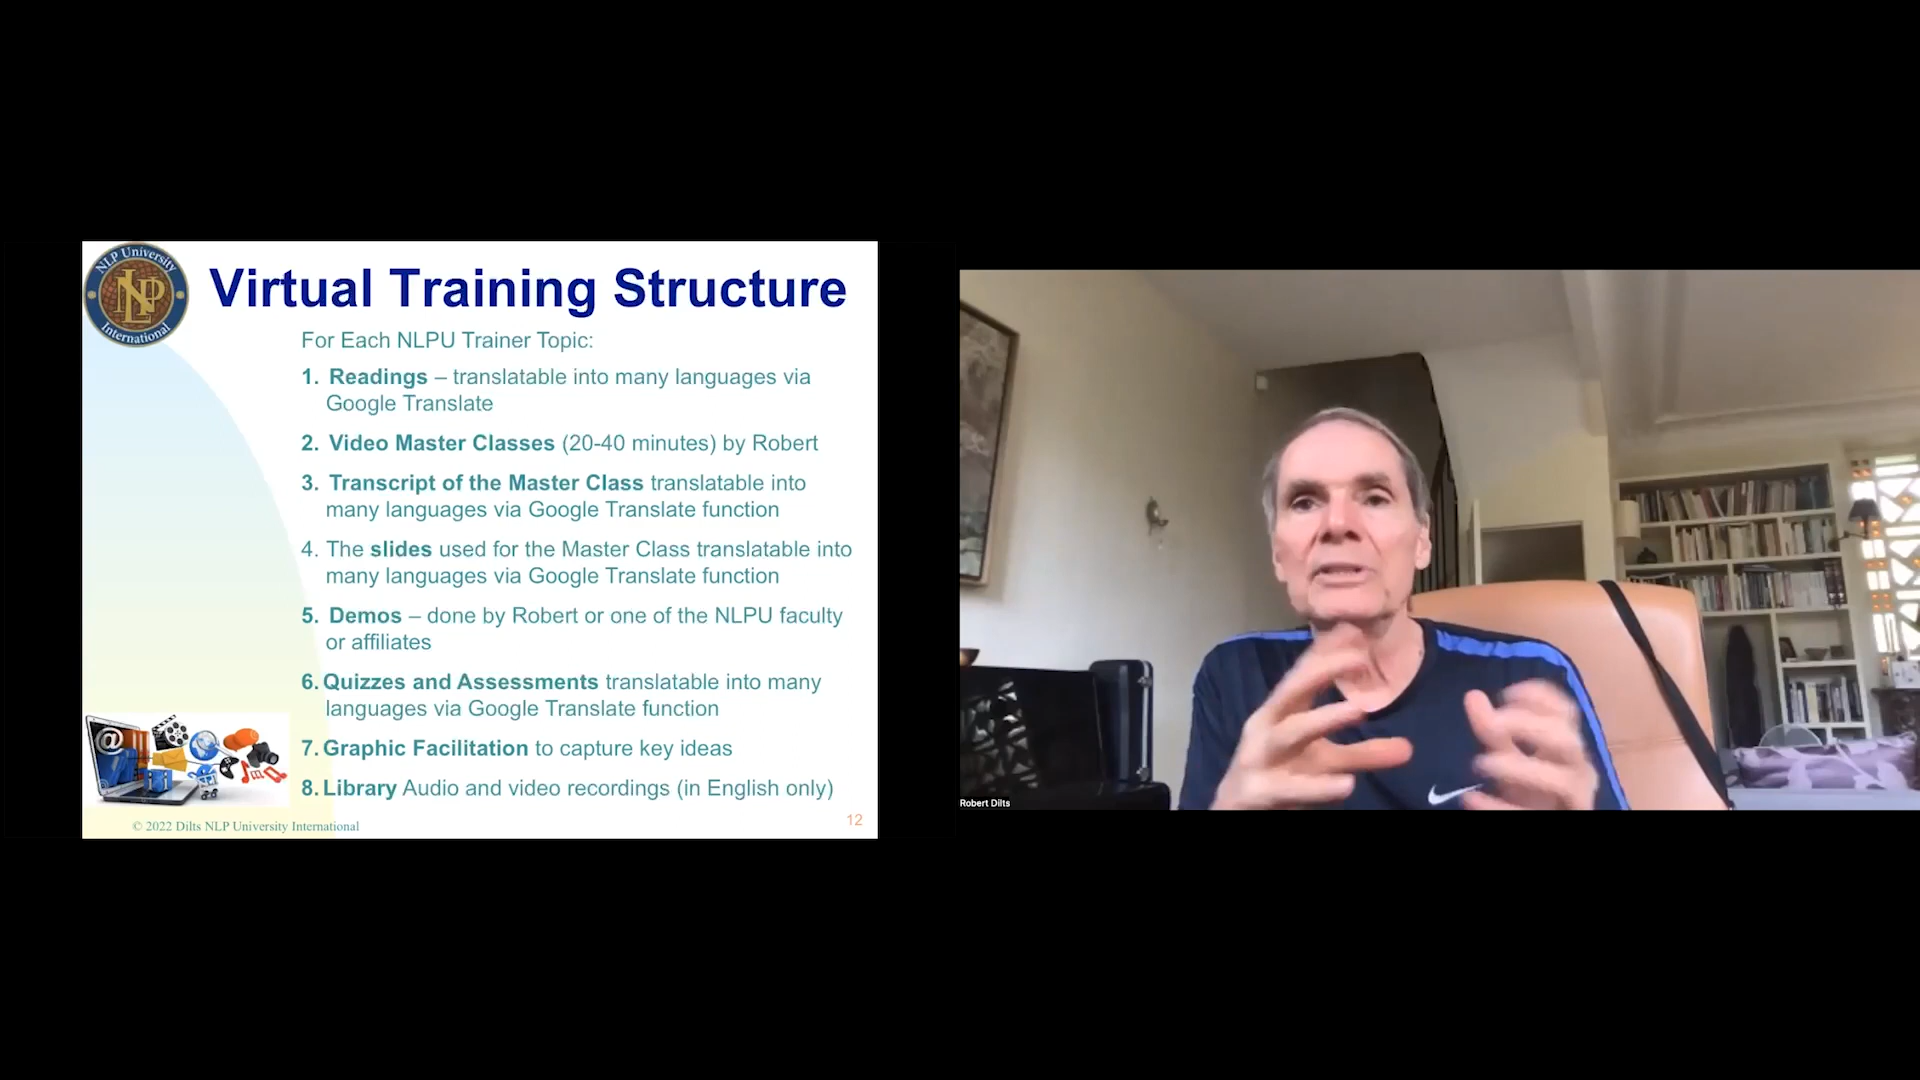 NLP University
NLP
International
Virtual Training Structure
For Each NLPU Trainer Topic:
1. Readings – translatable into many languages via
Google Translate
2. Video Master Classes (20-40 minutes) by Robert
3. Transcript of the Master Class translatable into
many languages via Google Translate function
4. The slides used for the Master Class translatable into
many languages via Google Translate function
5. Demos – done by Robert or one of the NLPU faculty
or affiliates
6. Quizzes and Assessments translatable into many
languages via Google Translate function
7. Graphic Facilitation to capture key ideas
8. Library Audio and video recordings (in English only)
@
© 2022 Dilts NLP University International
12
Robert Dilts